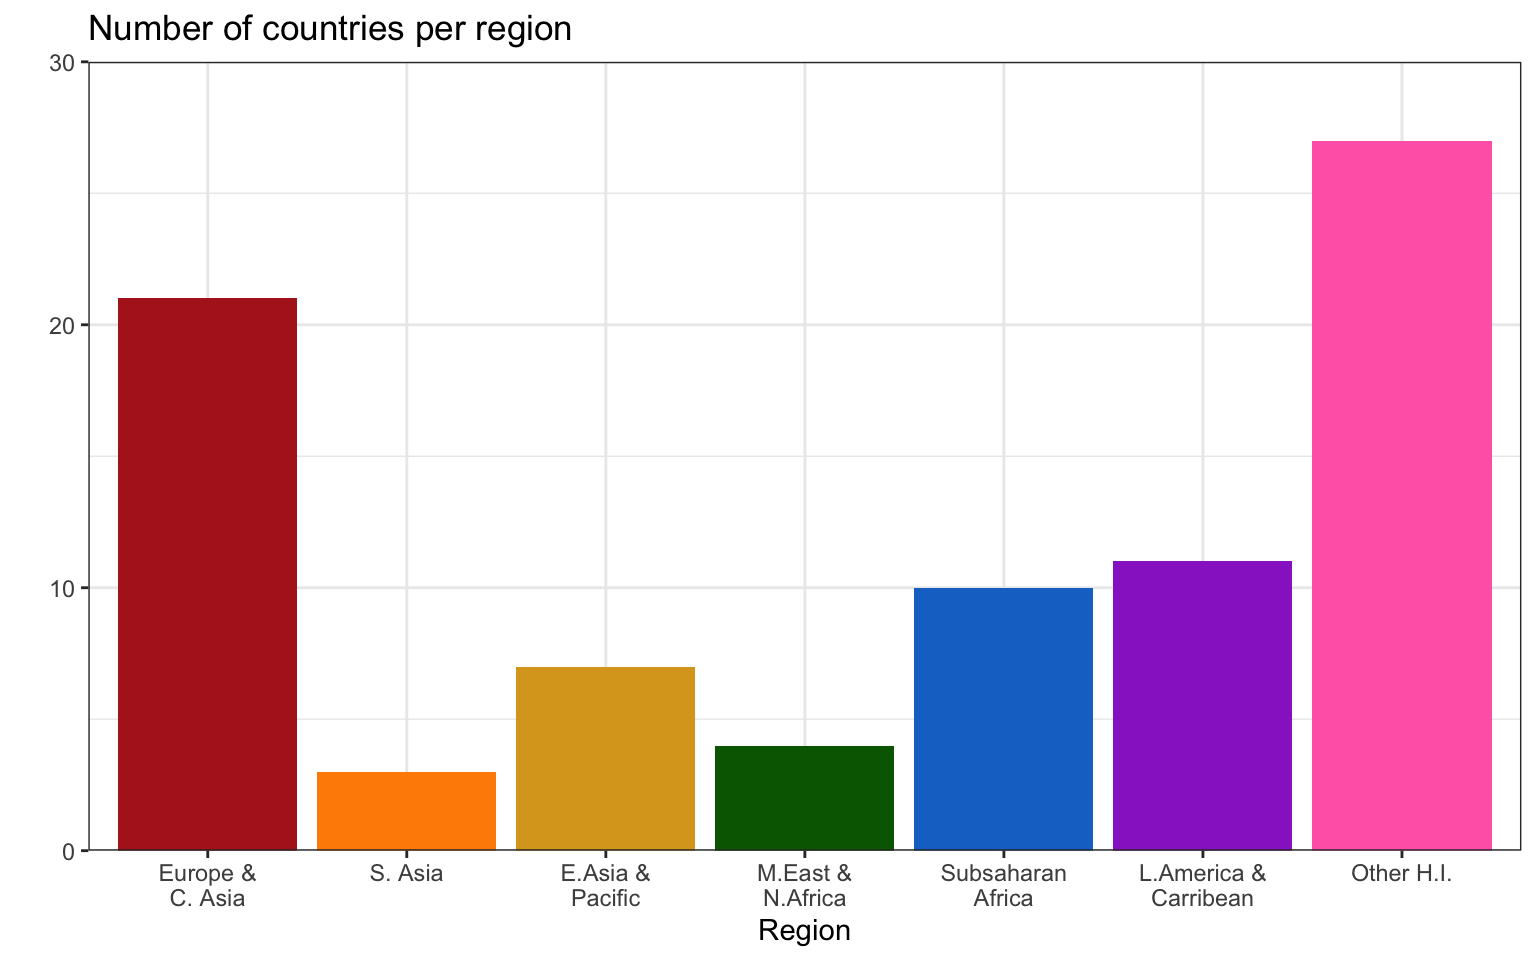 Number of countries per region
30
20
10
0
Europe &
C. Asia
S. Asia
E.Asia &
Pacific
M.East &
N.Africa
Subsaharan
Africa
L.America &
Carribean
Other H.I.
Region